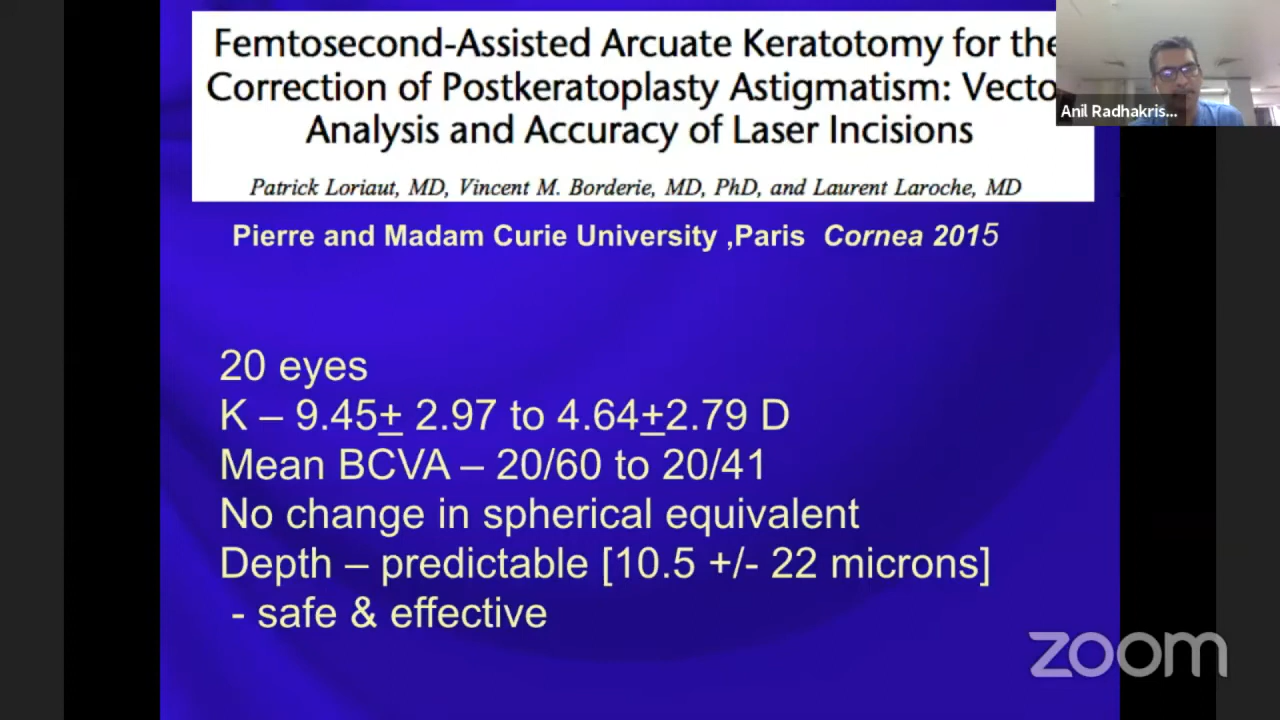 Femtosecond-Assisted Arcuate Keratotomy for the
Correction of Postkeratoplasty Astigmatism: Vecto
Analysis and Accuracy of Laser Incisions
Patrick Loriaut, MD, Vincent M. Borderie, MD, PhD, and Laurent Laroche, MD
Anil Radhakris...
Pierre and Madam Curie University ,Paris Cornea 2015
20 eyes
K – 9.45+ 2.97 to 4.64+2.79 D
Mean BCVA – 20/60 to 20/41
No change in spherical equivalent
Depth – predictable [10.5 +/- 22 microns]
- safe & effective
zoom